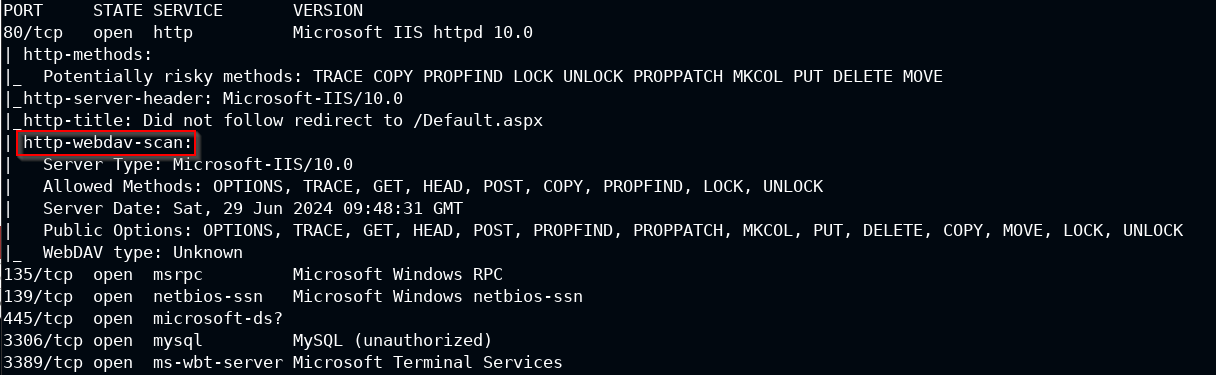 PORT     STATE SERVICE       VERSION
80/tcp   open  http          Microsoft IIS httpd 10.0
| http-methods:
|_  Potentially risky methods: TRACE COPY PROPFIND LOCK UNLOCK PROPPATCH MKCOL PUT DELETE MOVE
|_http-server-header: Microsoft-IIS/10.0
|_http-title: Did not follow redirect to /Default.aspx
| http-webdav-scan:
|   Server Type: Microsoft-IIS/10.0
|   Allowed Methods: OPTIONS, TRACE, GET, HEAD, POST, COPY, PROPFIND, LOCK, UNLOCK
|   Server Date: Sat, 29 Jun 2024 09:48:31 GMT
|   Public Options: OPTIONS, TRACE, GET, HEAD, POST, PROPFIND, PROPPATCH, MKCOL, PUT, DELETE, COPY, MOVE, LOCK, UNLOCK
|_  WebDAV type: Unknown
135/tcp  open  msrpc         Microsoft Windows RPC
139/tcp  open  netbios-ssn   Microsoft Windows netbios-ssn
445/tcp  open  microsoft-ds?
3306/tcp open  mysql         MySQL (unauthorized)
3389/tcp open  ms-wbt-server Microsoft Terminal Services